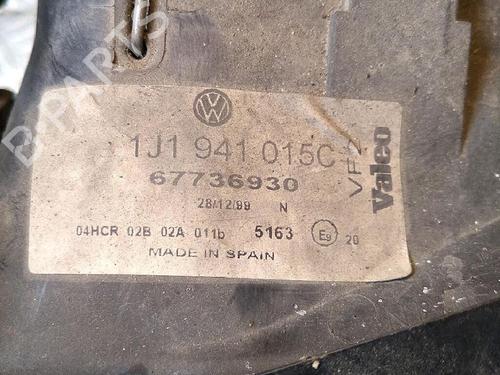 B-PARTS
VW
1J1 941 015C
67736930
28/12/99 N
04HCR 02B 02A 011b 5163 E9 20
MADE IN SPAIN
VP2
Valeo